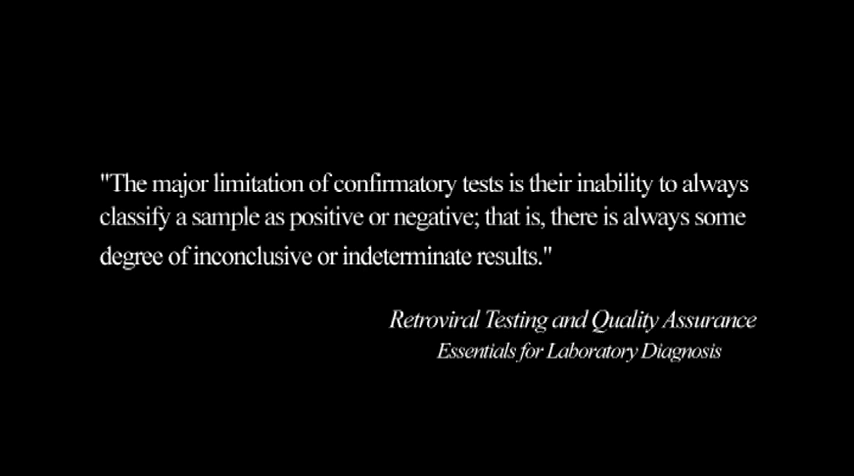 "The major limitation of confirmatory tests is their inability to always
classify a sample as positive or negative; that is, there is always some
degree of inconclusive or indeterminate results."
Retroviral Testing and Quality Assurance
Essentials for Laboratory Diagnosis